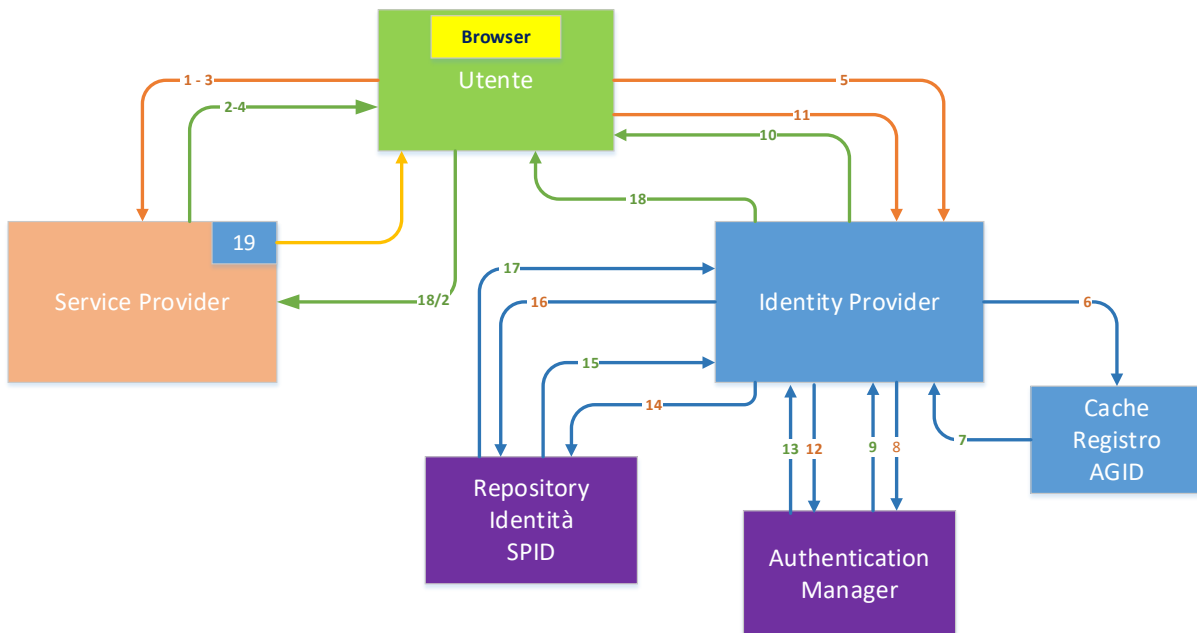 Browser
Utente
1 - 3
2-4
5
11
10
18
19
Service Provider
18/2
17
16
15
14
Identity Provider
6
7
Cache
Registro
AGID
13
12
9
8
Repository
Identità
SPID
Authentication
Manager